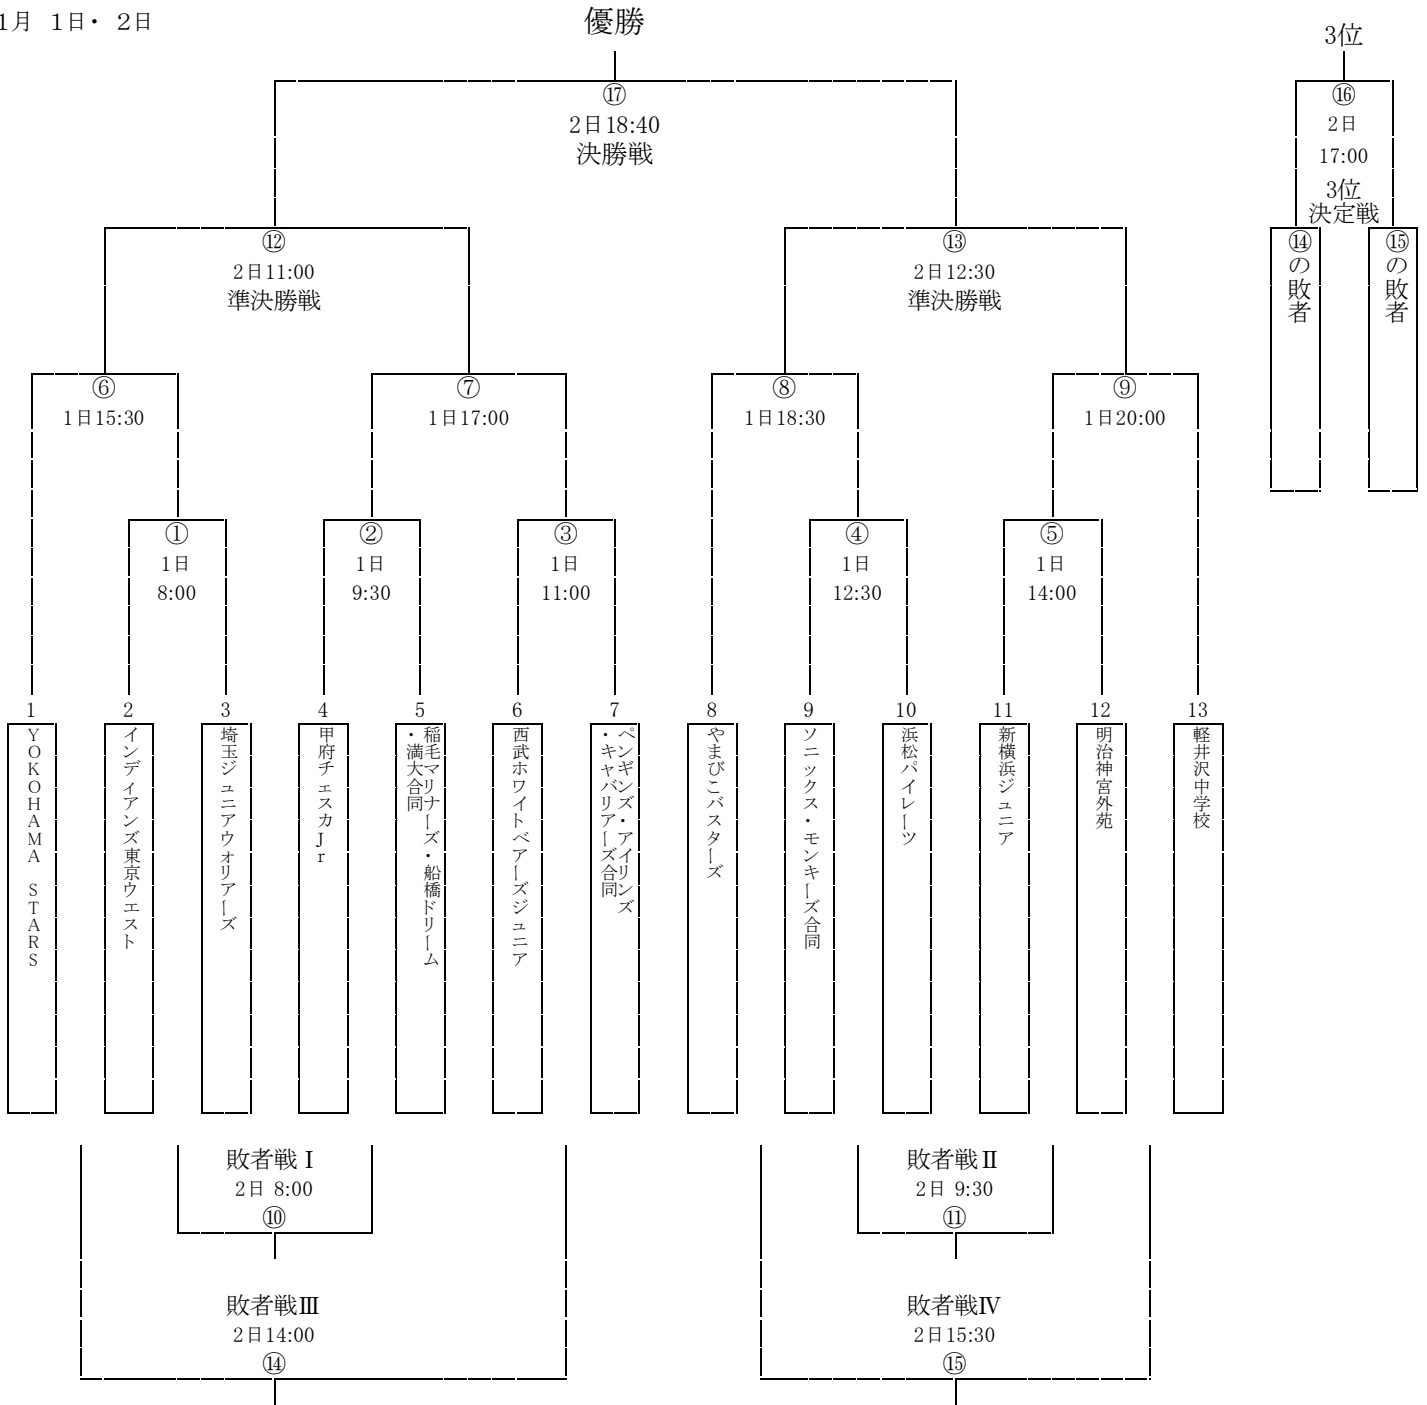 1月 1日・ 2日
優勝
3位
⑰
2日18:40
決勝戦
⑯
2日
17:00
3位
決定戦
⑭の敗者
⑮の敗者
⑫
2日11:00
準決勝戦
⑬
2日12:30
準決勝戦
⑥
1日15:30
⑦
1日17:00
⑧
1日18:30
⑨
1日20:00
①
1日
8:00
②
1日
9:30
③
1日
11:00
④
1日
12:30
⑤
1日
14:00
1
YOKOHAMA STARS
2
インディアンズ東京ウエスト
3
埼玉ジュニアウォリアーズ
4
甲府チェスカJr
5
稲毛マリナーズ・船橋ドリーム
・満大合同
6
西武ホワイトベアーズジュニア
7
ペンギンズ・アイリンズ
・キャバリアーズ合同
8
やまびこバスターズ
9
ソニックス・モンキーズ合同
10
浜松パイレーツ
11
新横浜ジュニア
12
明治神宮外苑
13
軽井沢中学校
敗者戦Ⅰ
2日 8:00
⑩
敗者戦Ⅱ
2日 9:30
⑪
敗者戦Ⅲ
2日14:00
⑭
敗者戦Ⅳ
2日15:30
⑮